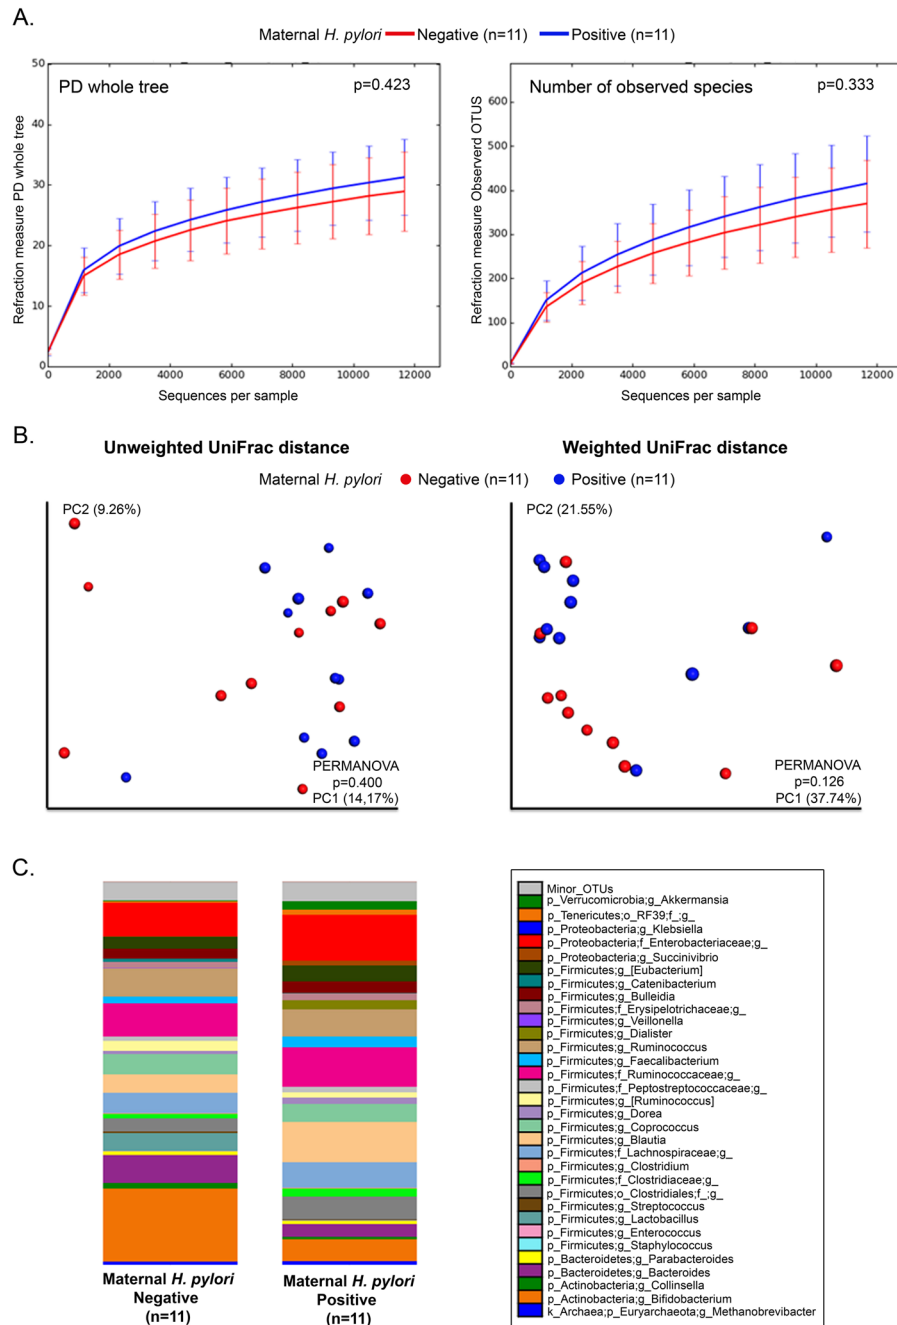 A.
Maternal H. pylori Negative (n=11) Positive (n=11)
PD whole tree p=0.423
Refraction measure PD whole tree
50
40
30
20
10
0
0 2000 4000 6000 8000 10000 12000
Sequences per sample
Number of observed species p=0.333
Refraction measure Observerd OTUS
600
500
400
300
200
100
0
0 2000 4000 6000 8000 10000 12000
Sequences per sample
B.
Unweighted UniFrac distance Weighted UniFrac distance
Maternal H. pylori Negative (n=11) Positive (n=11)
PC2 (9.26%)
PERMANOVA
p=0.400
PC1 (14,17%)
PC2 (21.55%)
PERMANOVA
p=0.126
PC1 (37.74%)
C.
Maternal H. pylori
Negative
(n=11)
Maternal H. pylori
Positive
(n=11)
Minor_OTUs
p_Verrucomicrobia;g_Akkermansia
p_Tenericutes;o_RF39;f_;g_
p_Proteobacteria;g_Klebsiella
p_Proteobacteria;f_Enterobacteriaceae;g_
p_Proteobacteria;g_Succinivibrio
p_Firmicutes;g_[Eubacterium]
p_Firmicutes;g_Catenibacterium
p_Firmicutes;g_Bulleidia
p_Firmicutes;f_Erysipelotrichaceae;g_
p_Firmicutes;g_Veillonella
p_Firmicutes;g_Dialister
p_Firmicutes;g_Ruminococcus
p_Firmicutes;g_Faecalibacterium
p_Firmicutes;f_Ruminococcaceae;g_
p_Firmicutes;f_Peptostreptococcaceae;g_
p_Firmicutes;g_[Ruminococcus]
p_Firmicutes;g_Dorea
p_Firmicutes;g_Coprococcus
p_Firmicutes;g_Blautia
p_Firmicutes;f_Lachnospiraceae;g_
p_Firmicutes;g_Clostridium
p_Firmicutes;f_Clostridiaceae;g_
p_Firmicutes;o_Clostridiales;f_;g_
p_Firmicutes;g_Streptococcus
p_Firmicutes;g_Lactobacillus
p_Firmicutes;g_Enterococcus
p_Firmicutes;g_Staphylococcus
p_Bacteroidetes;g_Parabacteroides
p_Bacteroidetes;g_Bacteroides
p_Actinobacteria;g_Collinsella
p_Actinobacteria;g_Bifidobacterium
k_Archaea;p_Euryarchaeota;g_Methanobrevibacter